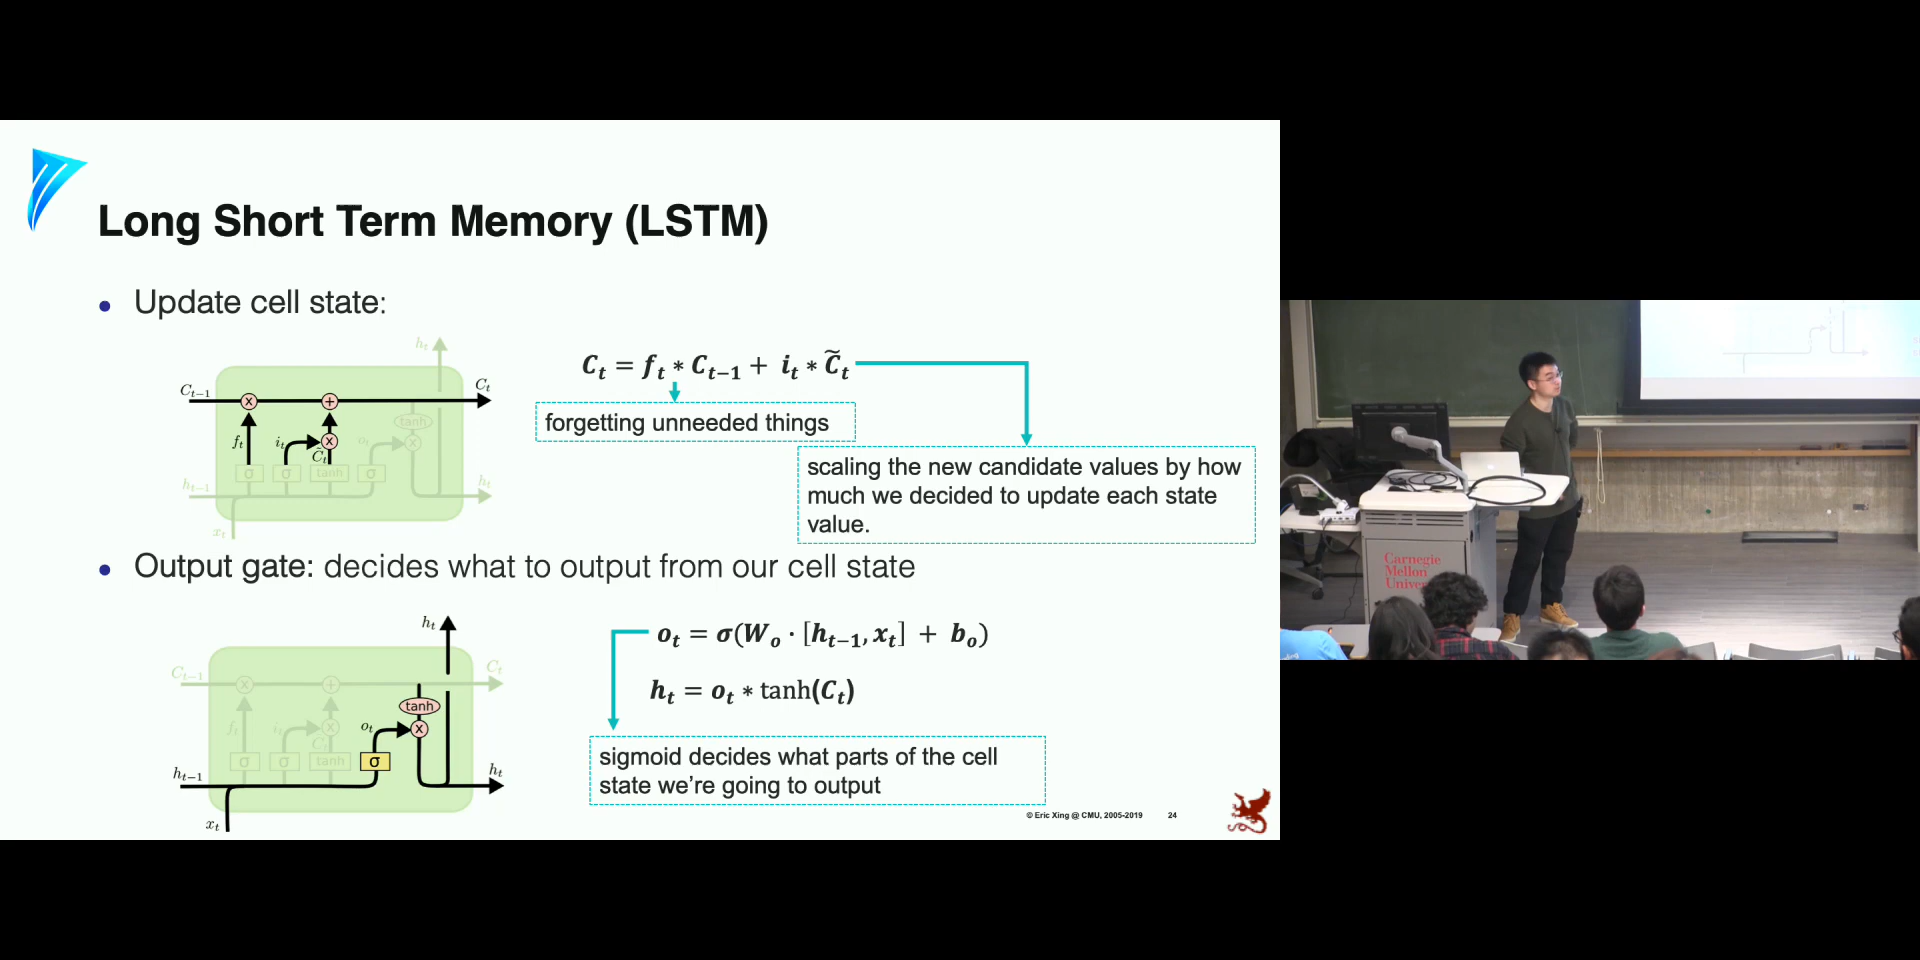 Long Short Term Memory (LSTM)
• Update cell state:
h_t
C_{t-1}
C_t
tanh
f_t
i_t
o_t
C̃_t
σ σ tanh σ
h_{t-1}
h_t
x_t
C_t = f_t * C_{t-1} + i_t * C̃_t
forgetting unneeded things
scaling the new candidate values by how
much we decided to update each state
value.
• Output gate: decides what to output from our cell state
h_t
C_{t-1}
C_t
tanh
f_t
i_t
o_t
C̃_t
σ σ tanh σ
h_{t-1}
h_t
x_t
o_t = σ(W_o · [h_{t-1}, x_t] + b_o)
h_t = o_t * tanh(C_t)
sigmoid decides what parts of the cell
state we're going to output
© Eric Xing @ CMU, 2005-2019 24
Carnegie
Mellon